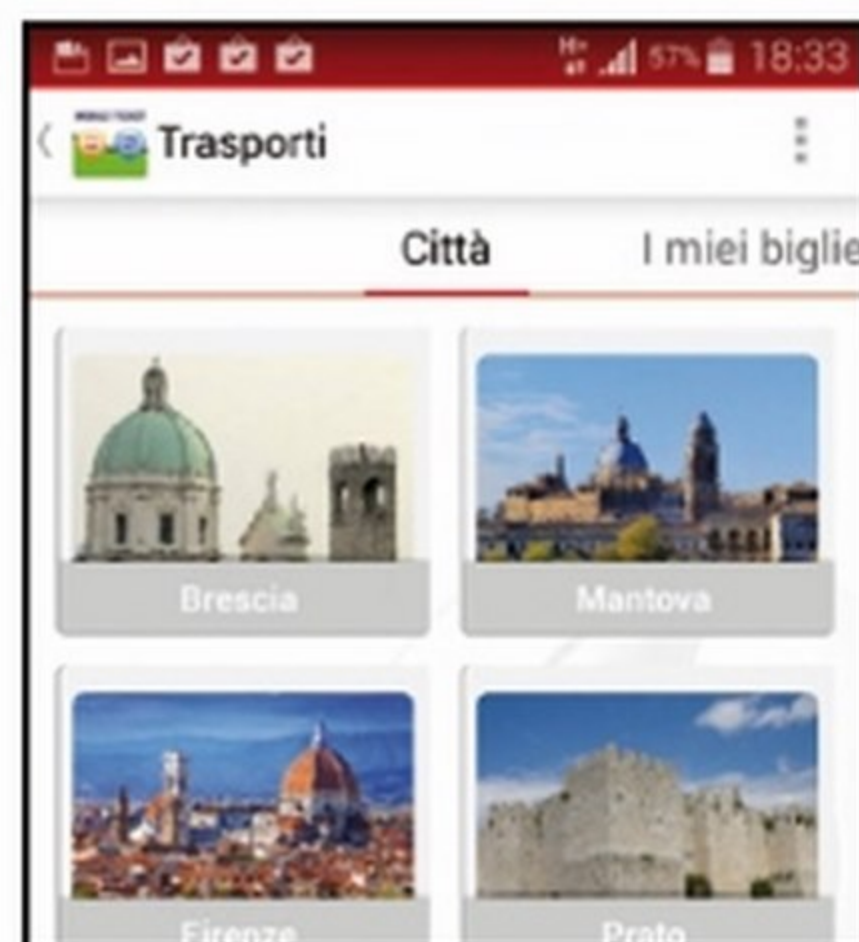 57% 18:33
Trasporti
Città I miei biglie
Brescia Mantova
Firenze Prato